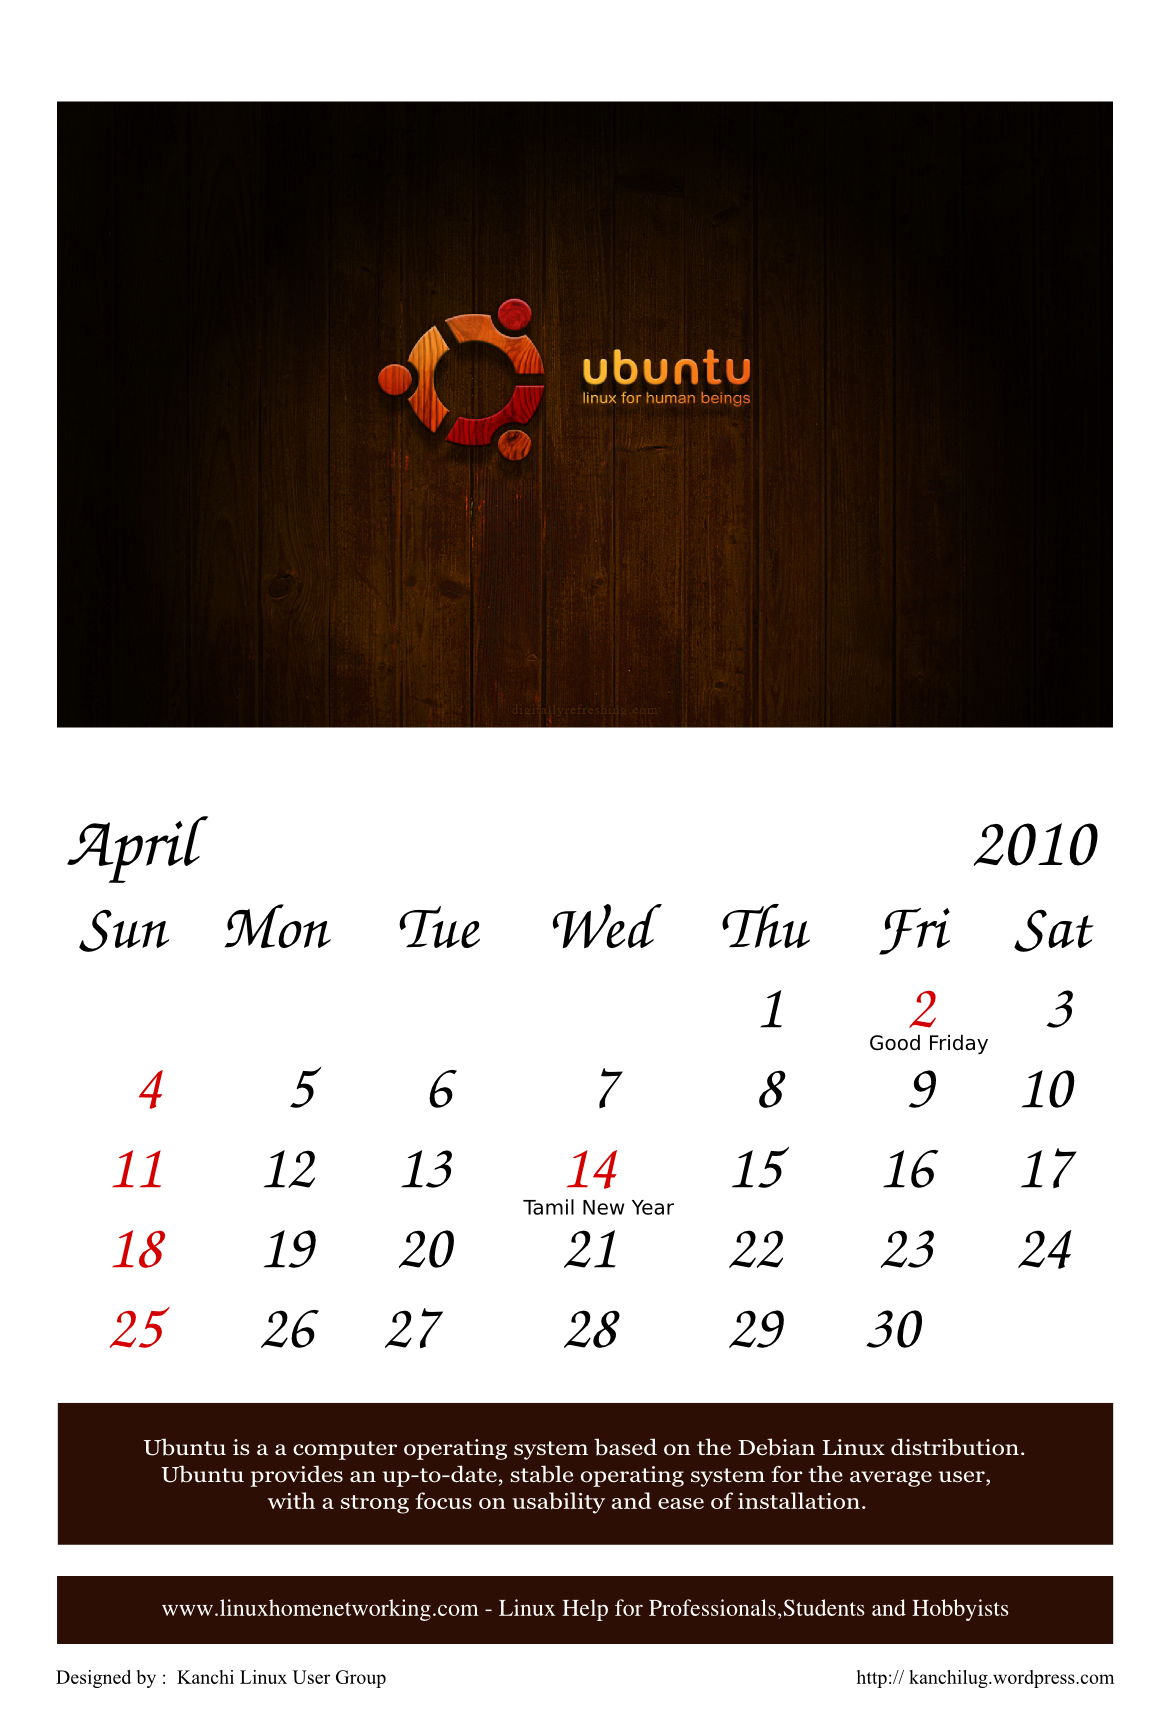 ubuntu
linux for human beings
digitallyrefreshing.com
April 2010
Sun Mon Tue Wed Thu Fri Sat
1 2 3
Good Friday
4 5 6 7 8 9 10
11 12 13 14 15 16 17
Tamil New Year
18 19 20 21 22 23 24
25 26 27 28 29 30
Ubuntu is a a computer operating system based on the Debian Linux distribution.
Ubuntu provides an up-to-date, stable operating system for the average user,
with a strong focus on usability and ease of installation.
www.linuxhomenetworking.com - Linux Help for Professionals,Students and Hobbyists
Designed by : Kanchi Linux User Group http:// kanchilug.wordpress.com